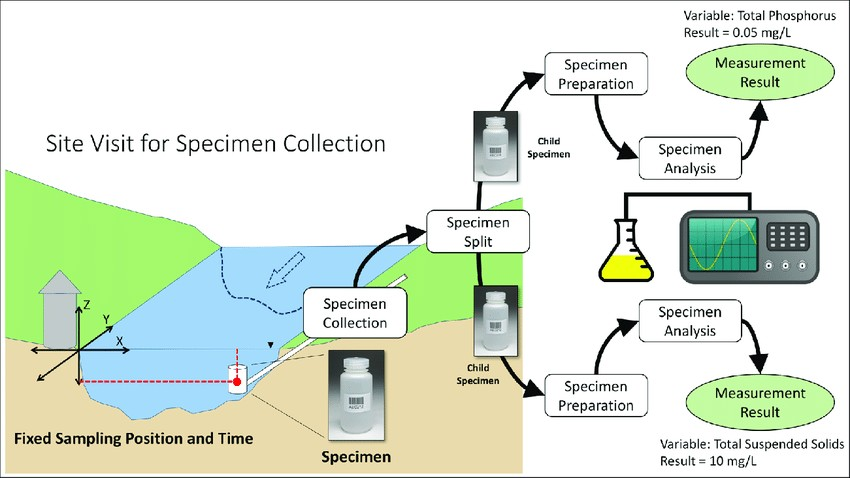 Variable: Total Phosphorus
Result = 0.05 mg/L
Measurement
Result
Specimen
Preparation
Child
Specimen
Specimen
Analysis
Site Visit for Specimen Collection
Specimen
Split
Specimen
Collection
Z
Y
X
Child
Specimen
Specimen
Analysis
Specimen
Preparation
Measurement
Result
Fixed Sampling Position and Time
Specimen
Variable: Total Suspended Solids
Result = 10 mg/L